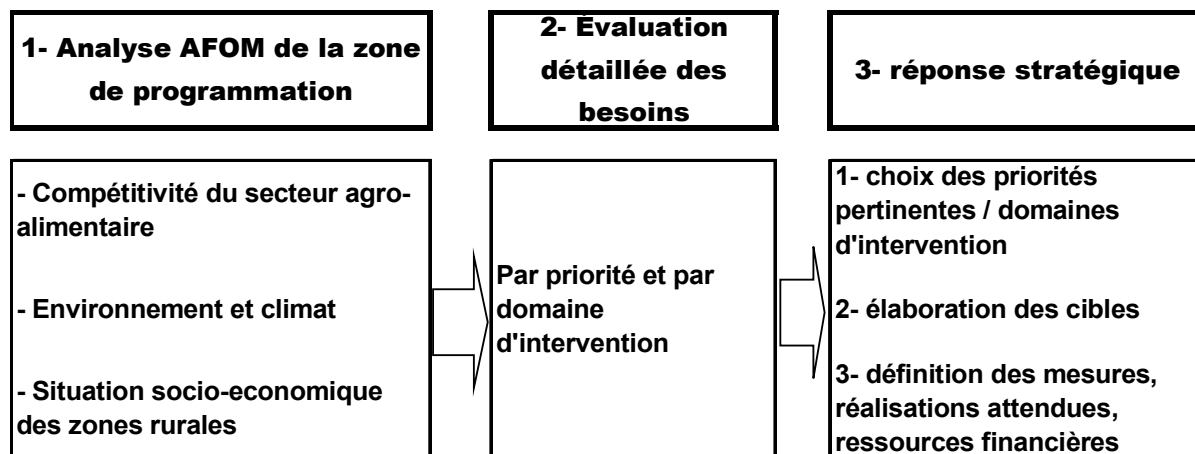 1- Analyse AFOM de la zone
de programmation
2- Évaluation
détaillée des
besoins
3- réponse stratégique
- Compétitivité du secteur agro-
alimentaire
- Environnement et climat
- Situation socio-economique
des zones rurales
Par priorité et par
domaine
d'intervention
1- choix des priorités
pertinentes / domaines
d'intervention
2- élaboration des cibles
3- définition des mesures,
réalisations attendues,
ressources financières